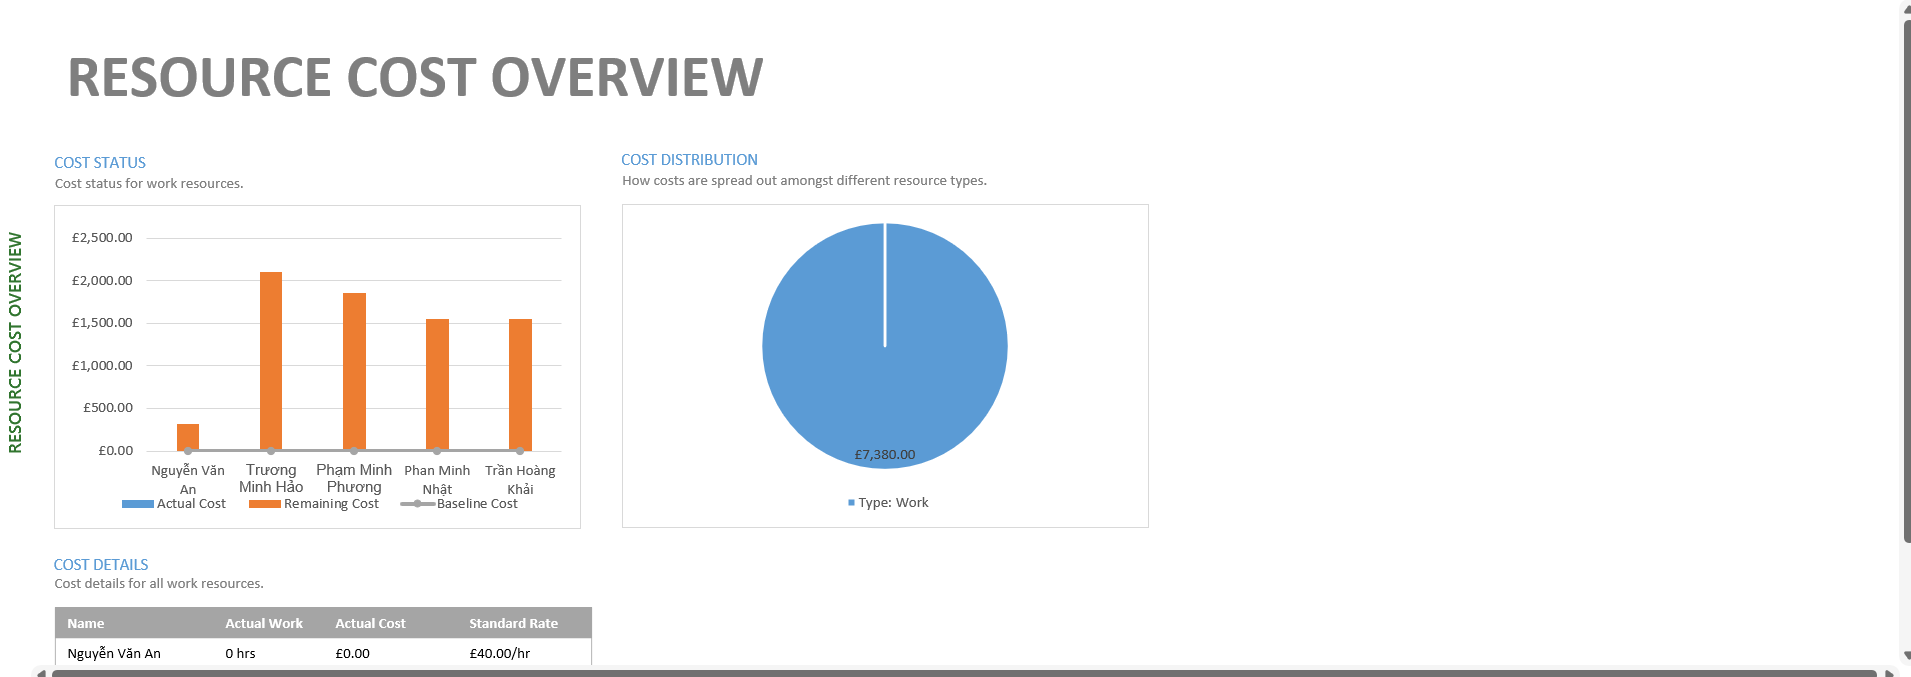 RESOURCE COST OVERVIEW
RESOURCE COST OVERVIEW
COST STATUS
Cost status for work resources.
£2,500.00
£2,000.00
£1,500.00
£1,000.00
£500.00
£0.00
Nguyễn Văn An
Trương Minh Hảo
Phạm Minh Phương
Phan Minh Nhật
Trần Hoàng Khải
Actual Cost
Remaining Cost
Baseline Cost
COST DISTRIBUTION
How costs are spread out amongst different resource types.
£7,380.00
Type: Work
COST DETAILS
Cost details for all work resources.
Name Actual Work Actual Cost Standard Rate
Nguyễn Văn An 0 hrs £0.00 £40.00/hr